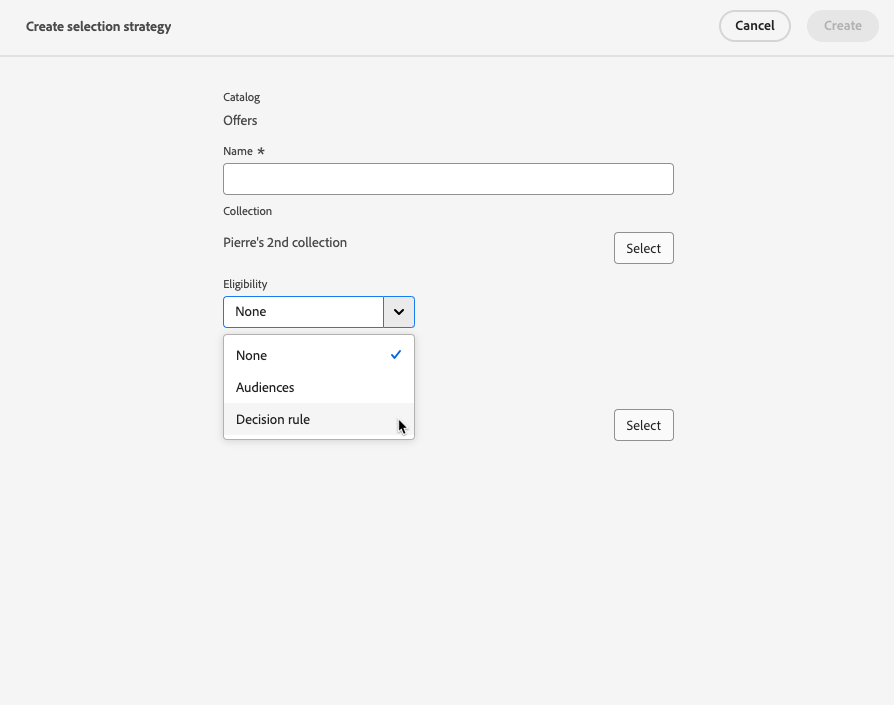 Create selection strategy
Cancel
Create
Catalog
Offers
Name *
Collection
Pierre's 2nd collection
Select
Eligibility
None
None
Audiences
Decision rule
Select